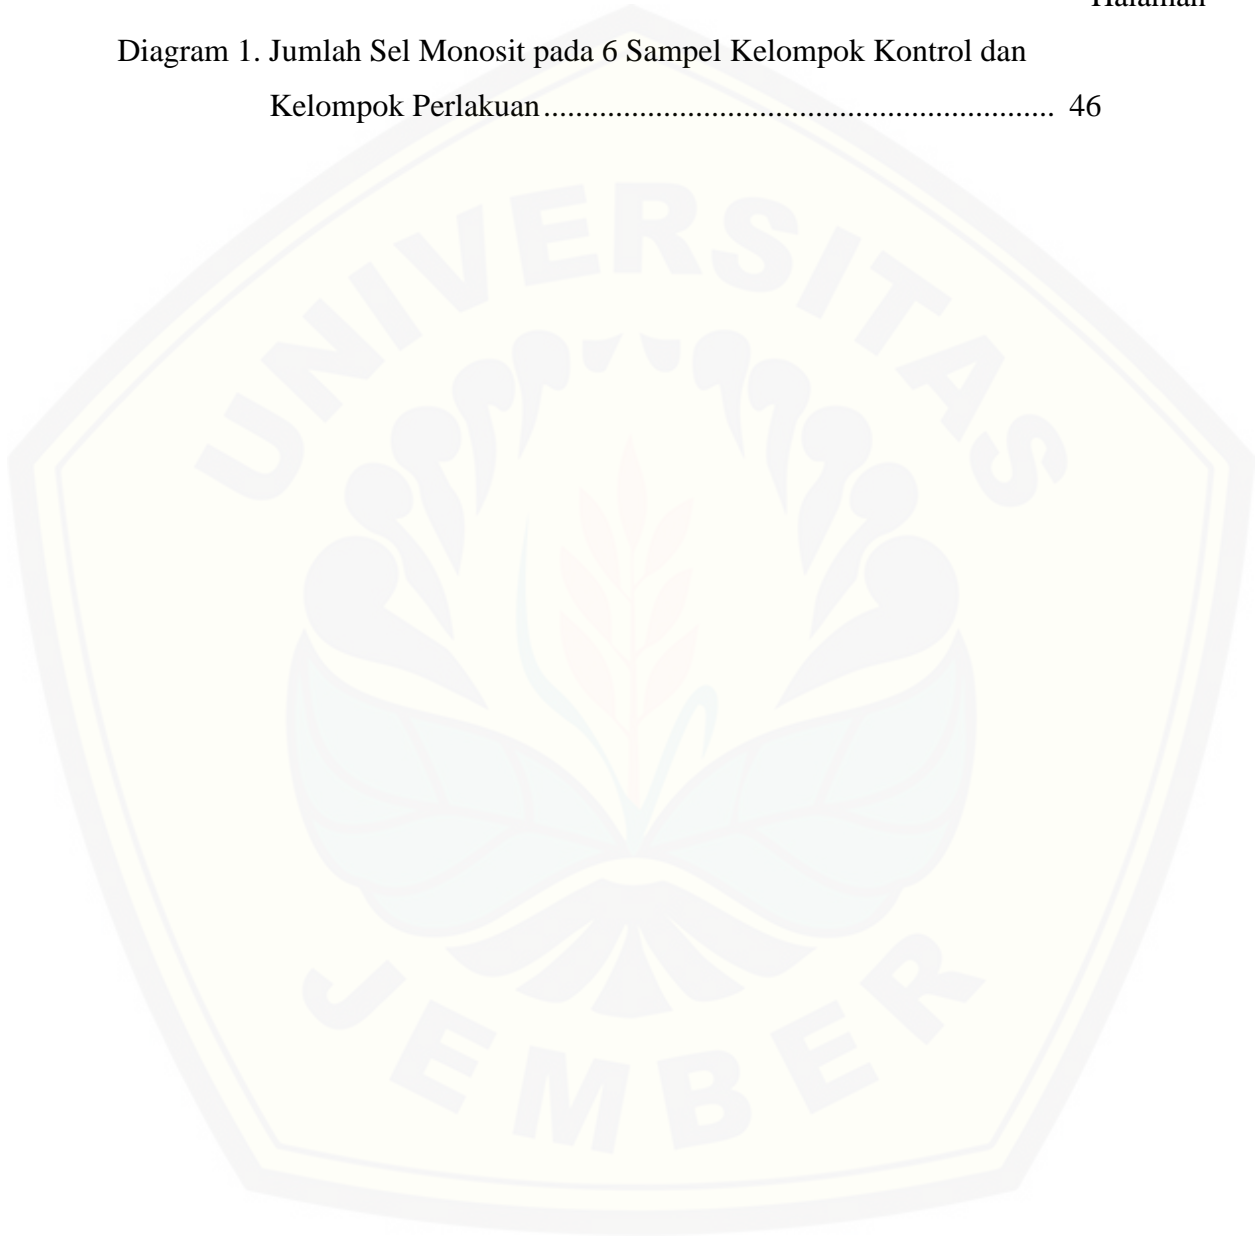 Halaman
Diagram 1. Jumlah Sel Monosit pada 6 Sampel Kelompok Kontrol dan
Kelompok Perlakuan................................................................ 46
UNIVERSITAS
JEMBER